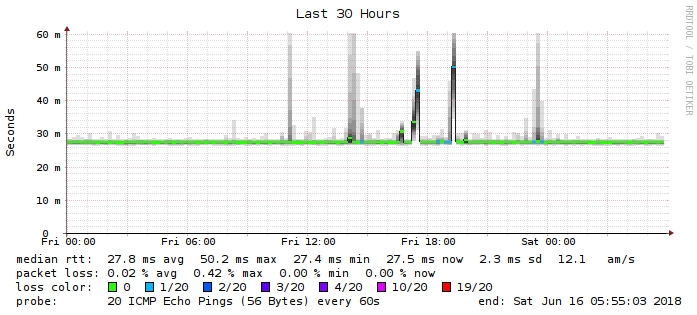 Last 30 Hours
RRDTOOL / TOBI OETIKER
Seconds
60 m
50 m
40 m
30 m
20 m
10 m
0
Fri 00:00 Fri 06:00 Fri 12:00 Fri 18:00 Sat 00:00
median rtt: 27.8 ms avg 50.2 ms max 27.4 ms min 27.5 ms now 2.3 ms sd 12.1 am/s
packet loss: 0.02 % avg 0.42 % max 0.00 % min 0.00 % now
loss color: 0 1/20 2/20 3/20 4/20 10/20 19/20
probe: 20 ICMP Echo Pings (56 Bytes) every 60s end: Sat Jun 16 05:55:03 2018